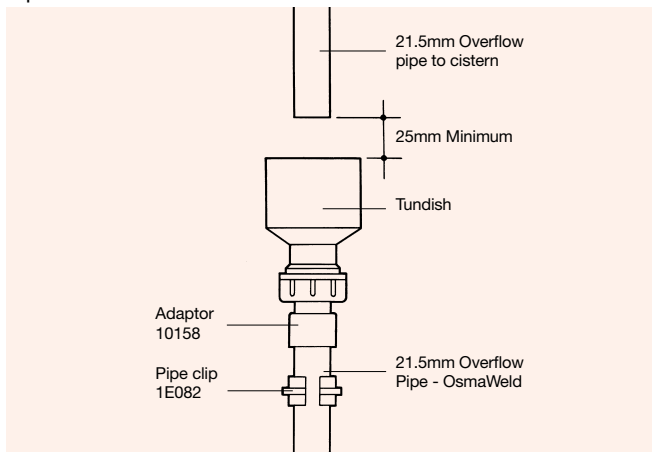 21.5mm Overflow
pipe to cistern
25mm Minimum
Tundish
Adaptor
10158
21.5mm Overflow
Pipe - OsmaWeld
Pipe clip
1E082